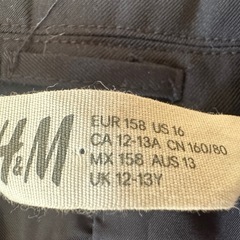 H&M
EUR 158 US 16
CA 12-13A CN 160/80
MX 158 AUS 13
UK 12-13Y